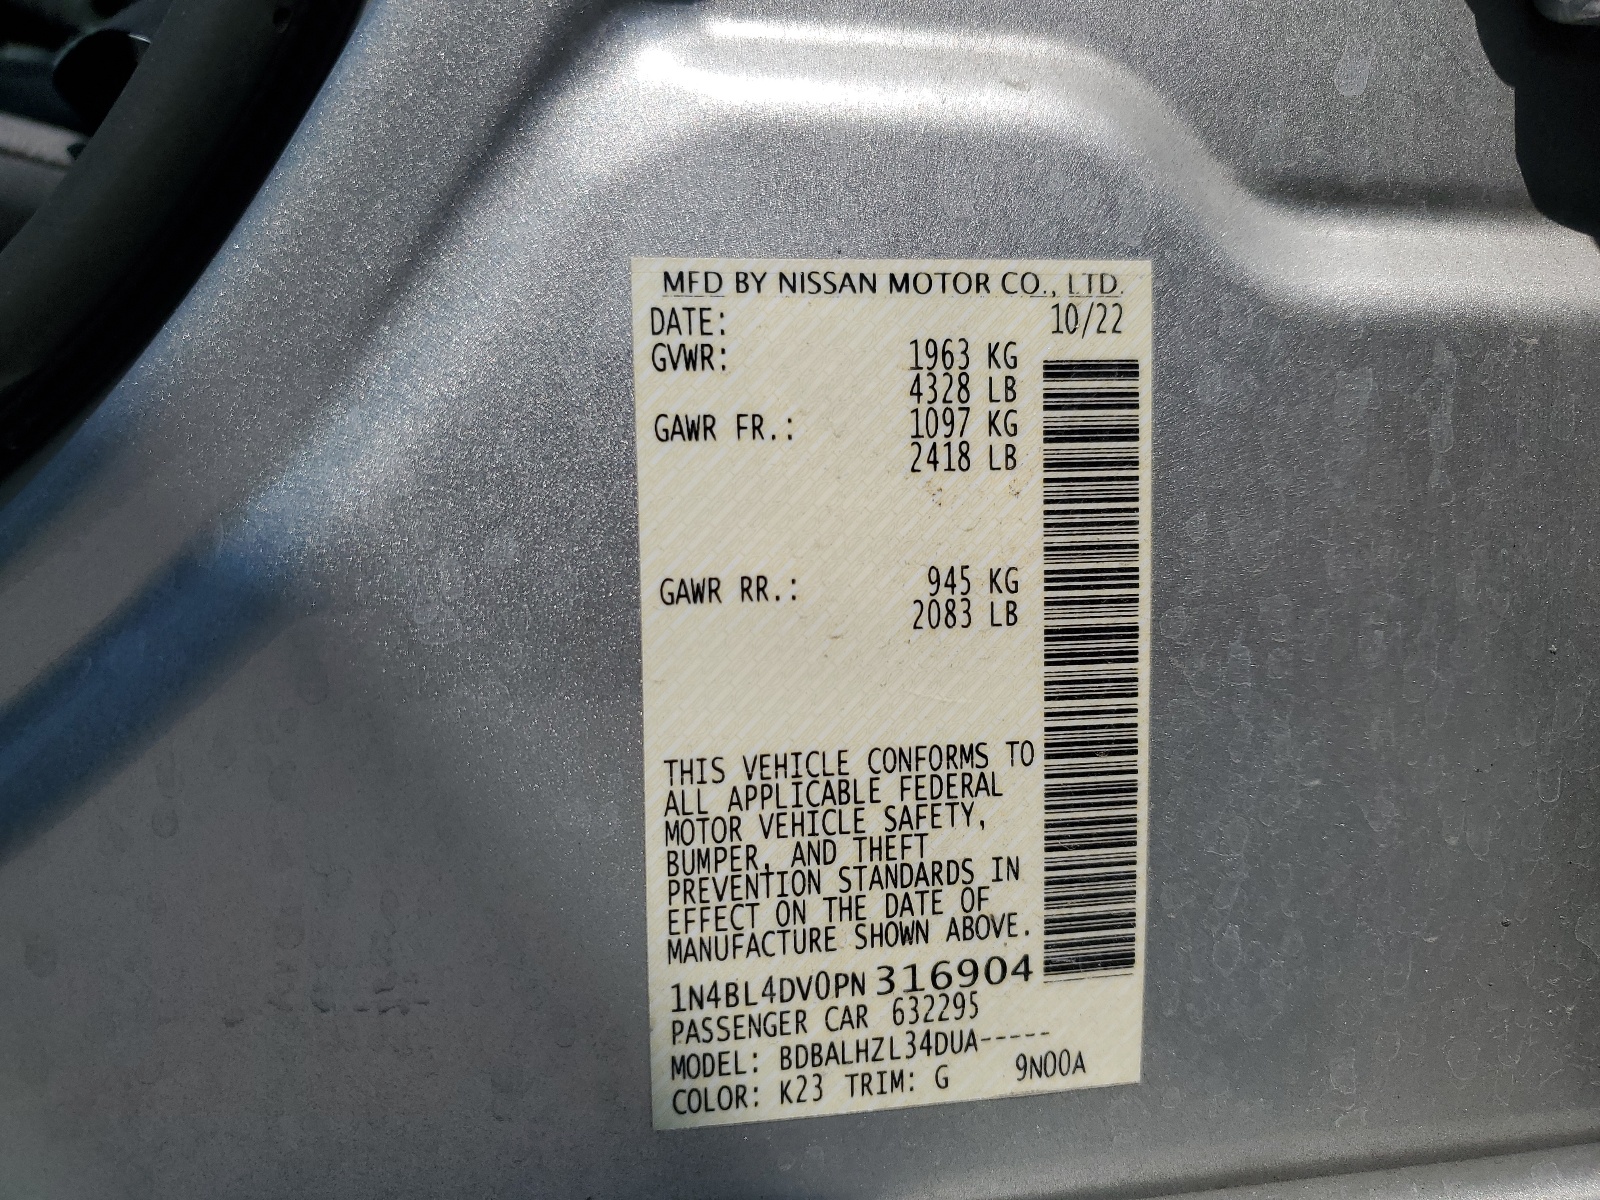 MFD BY NISSAN MOTOR CO., LTD.
DATE: 10/22
GVWR: 1963 KG
4328 LB
GAWR FR.: 1097 KG
2418 LB
GAWR RR.: 945 KG
2083 LB
THIS VEHICLE CONFORMS TO
ALL APPLICABLE FEDERAL
MOTOR VEHICLE SAFETY,
BUMPER, AND THEFT
PREVENTION STANDARDS IN
EFFECT ON THE DATE OF
MANUFACTURE SHOWN ABOVE.
1N4BL4DV0PN316904
PASSENGER CAR 632295
MODEL: BDBALHZL34DUA-----
COLOR: K23 TRIM: G 9N00A